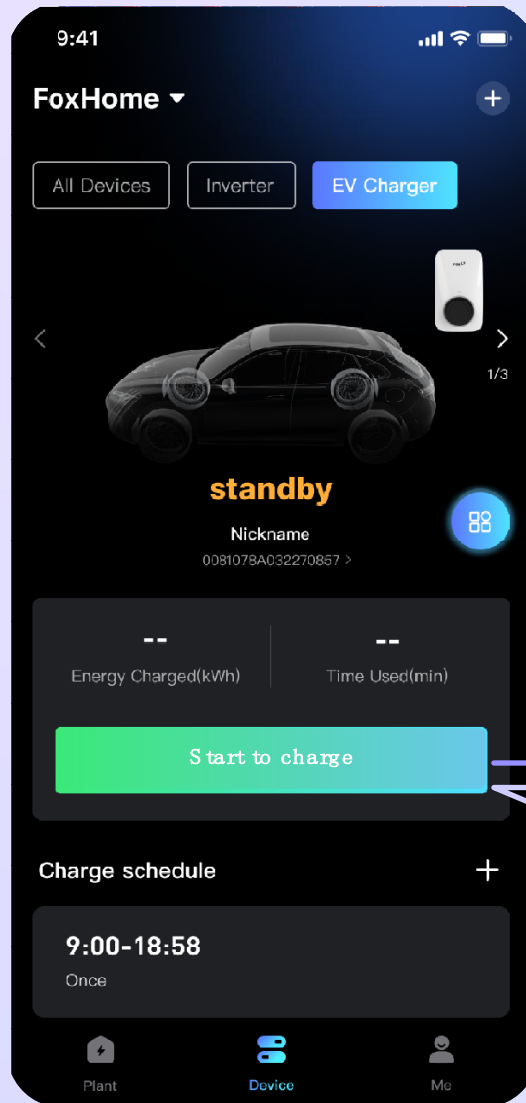 9:41
FoxHome
All Devices
Inverter
EV Charger
1/3
standby
Nickname
0081078A032270857 >
--
--
Energy Charged(kWh)
Time Used(min)
Start to charge
Charge schedule
9:00-18:58
Once
Plant
Device
Me